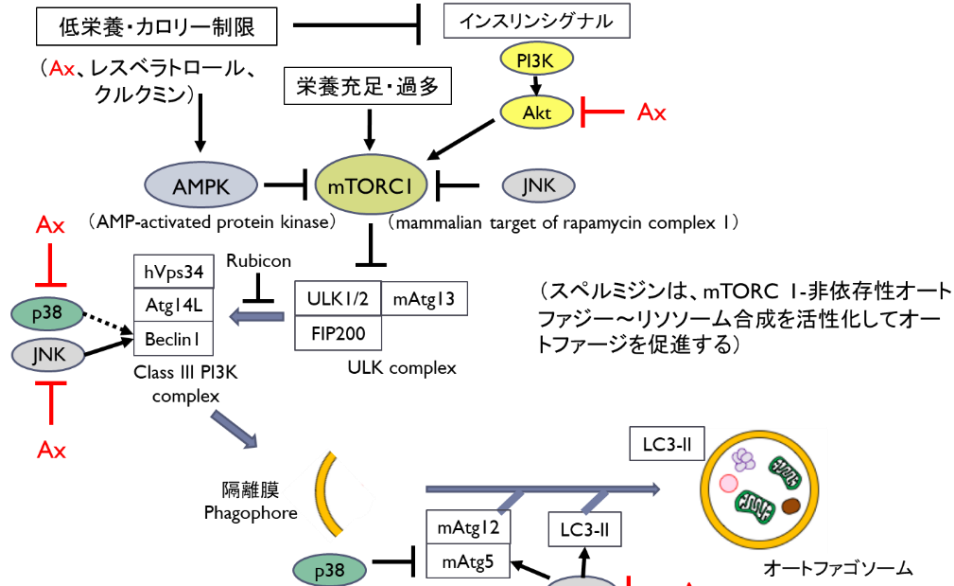 低栄養・カロリー制限
インスリンシグナル
(Ax、レスベラトロール、
クルクミン)
栄養充足・過多
PI3K
Akt
Ax
AMPK
mTORC1
JNK
(AMP-activated protein kinase)
(mammalian target of rapamycin complex 1)
Ax
hVps34
Rubicon
p38
Atg14L
ULK1/2
mAtg13
Beclin1
FIP200
JNK
Class III PI3K
complex
ULK complex
(スペルミジンは、mTORC 1-非依存性オート
ファジー～リソソーム合成を活性化してオー
トファージを促進する)
Ax
LC3-II
隔離膜
Phagophore
mAtg12
LC3-II
mAtg5
p38
オートファゴソーム